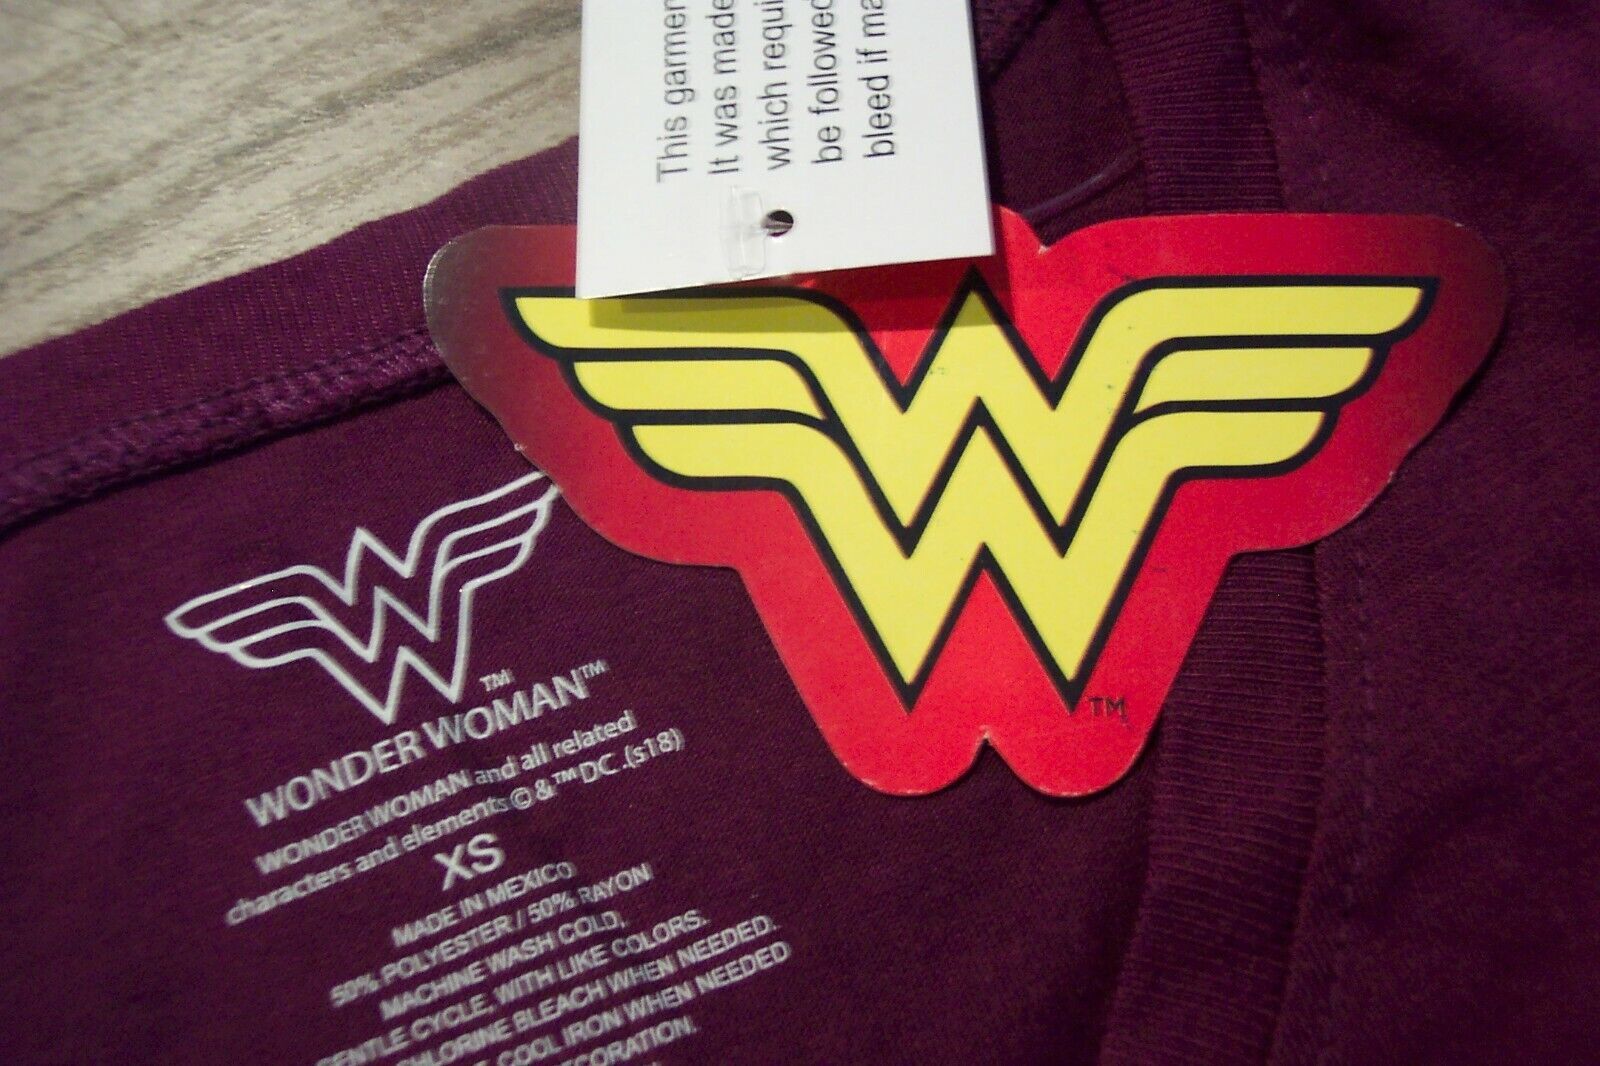 This garmen
It was made
which requi
be followed
bleed if ma
TM
TM
WONDER WOMAN™
WONDER WOMAN and all related
characters and elements © & ™ DC. (s18)
XS
MADE IN MEXICO
50% POLYESTER / 50% RAYON
MACHINE WASH COLD,
ENTLE CYCLE, WITH LIKE COLORS.
CHLORINE BLEACH WHEN NEEDED.
COOL IRON WHEN NEEDED
ECORATION.